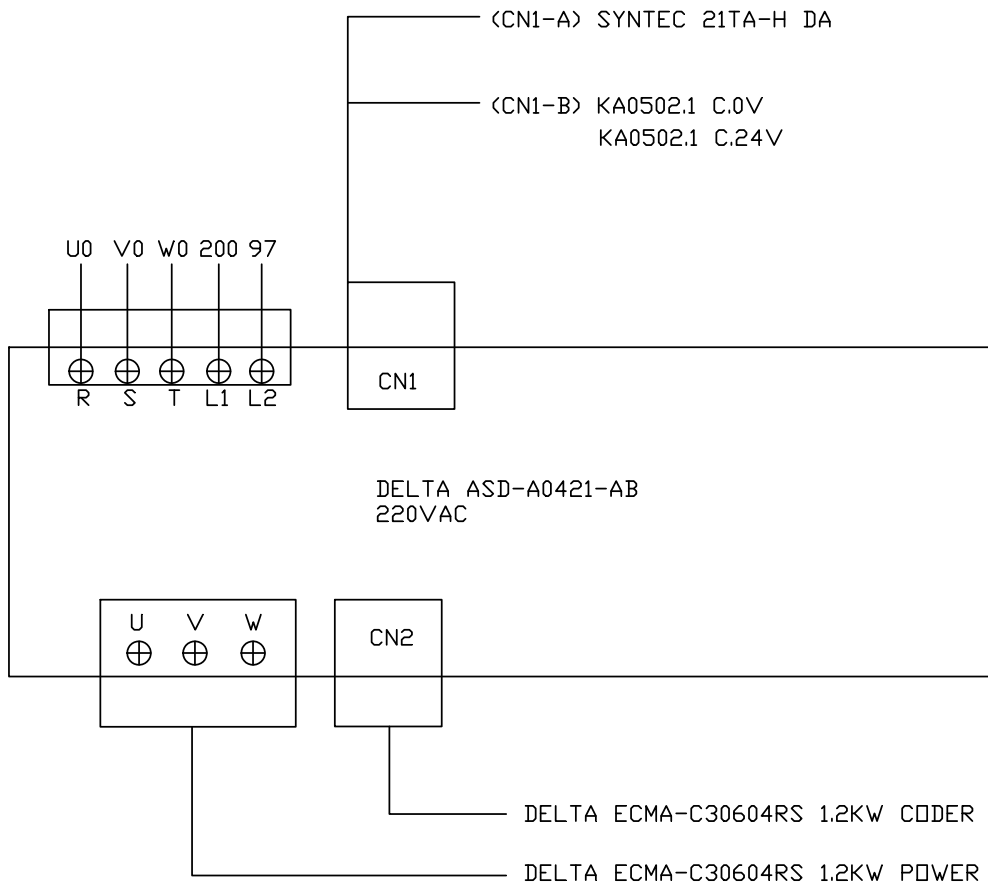 (CN1-A) SYNTEC 21TA-H DA
(CN1-B) KA0502.1 C.0V
KA0502.1 C.24V
U0 V0 W0 200 97
R S T L1 L2
CN1
DELTA ASD-A0421-AB
220VAC
U V W
CN2
DELTA ECMA-C30604RS 1.2KW CODER
DELTA ECMA-C30604RS 1.2KW POWER